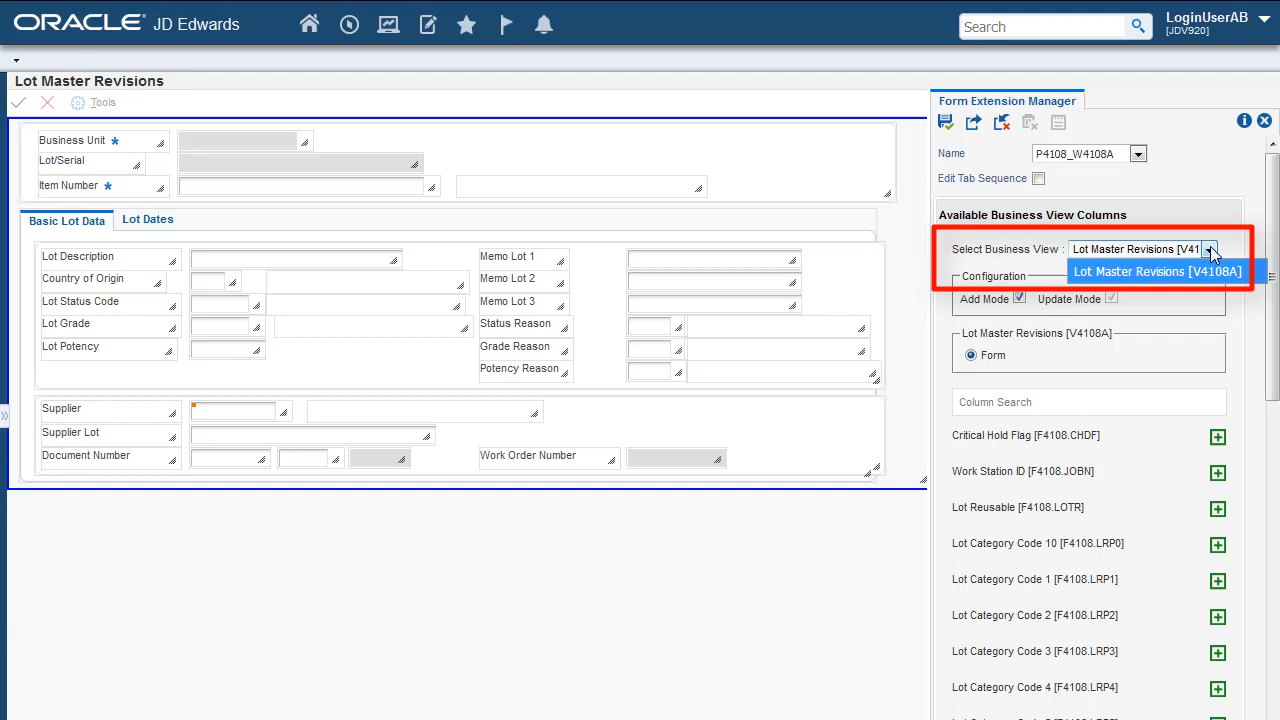 ORACLE JD Edwards
Search
LoginUserAB
[JDV920]
Lot Master Revisions
Tools
Business Unit *
Lot/Serial
Item Number *
Basic Lot Data Lot Dates
Lot Description
Country of Origin
Lot Status Code
Lot Grade
Lot Potency
Memo Lot 1
Memo Lot 2
Memo Lot 3
Status Reason
Grade Reason
Potency Reason
Supplier
Supplier Lot
Document Number
Work Order Number
Form Extension Manager
Name P4108_W4108A
Edit Tab Sequence
Available Business View Columns
Select Business View : Lot Master Revisions [V41
Lot Master Revisions [V4108A]
Configuration
Add Mode Update Mode
Lot Master Revisions [V4108A]
Form
Column Search
Critical Hold Flag [F4108.CHDF]
Work Station ID [F4108.JOBN]
Lot Reusable [F4108.LOTR]
Lot Category Code 10 [F4108.LRP0]
Lot Category Code 1 [F4108.LRP1]
Lot Category Code 2 [F4108.LRP2]
Lot Category Code 3 [F4108.LRP3]
Lot Category Code 4 [F4108.LRP4]